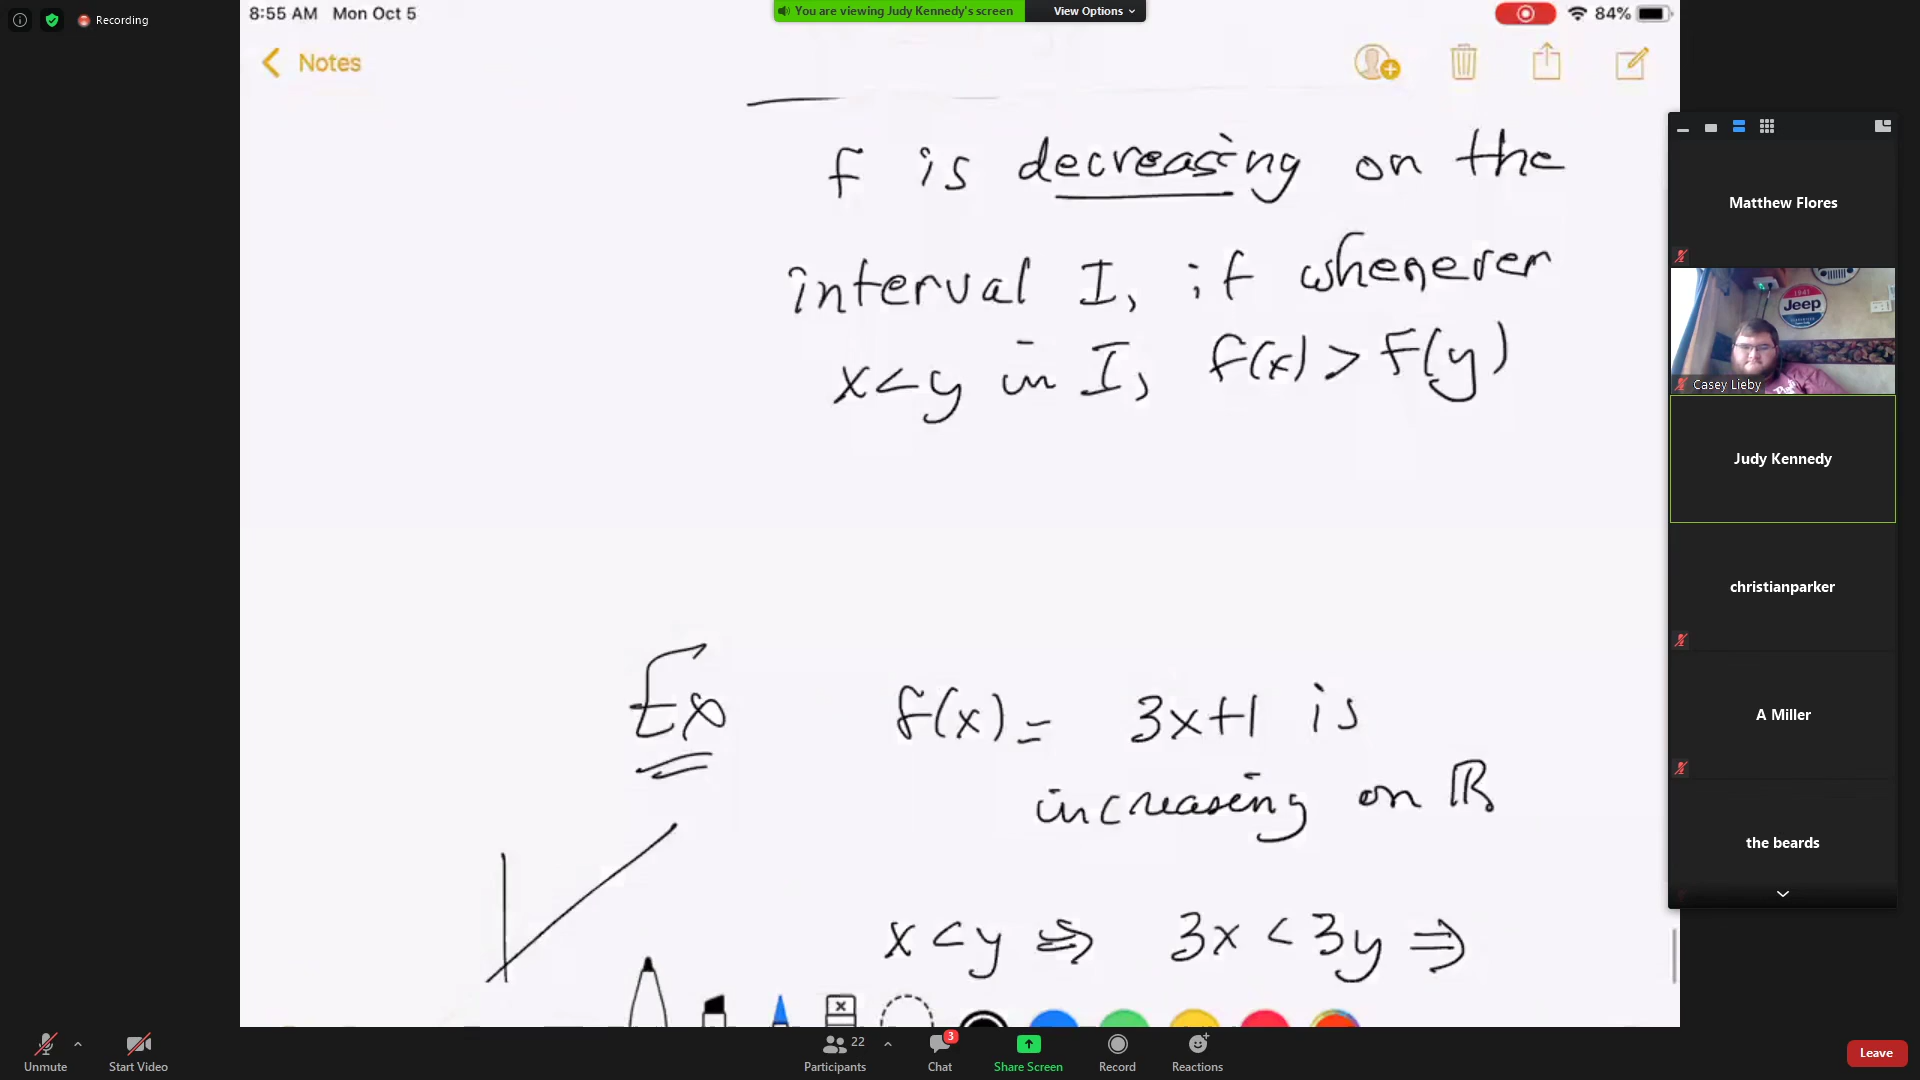 Recording
8:55 AM Mon Oct 5
You are viewing Judy Kennedy's screen
View Options
84%
Notes
f is decreasing on the
interval I, if whenever
x<y in I, f(x) > f(y)
Ex
f(x) = 3x+1 is
increasing on ℝ
x<y ⇒ 3x < 3y ⇒
Matthew Flores
1941
Jeep
Casey Lieby
Judy Kennedy
christianparker
A Miller
the beards
Unmute
Start Video
Participants
22
Chat
3
Share Screen
Record
Reactions
Leave